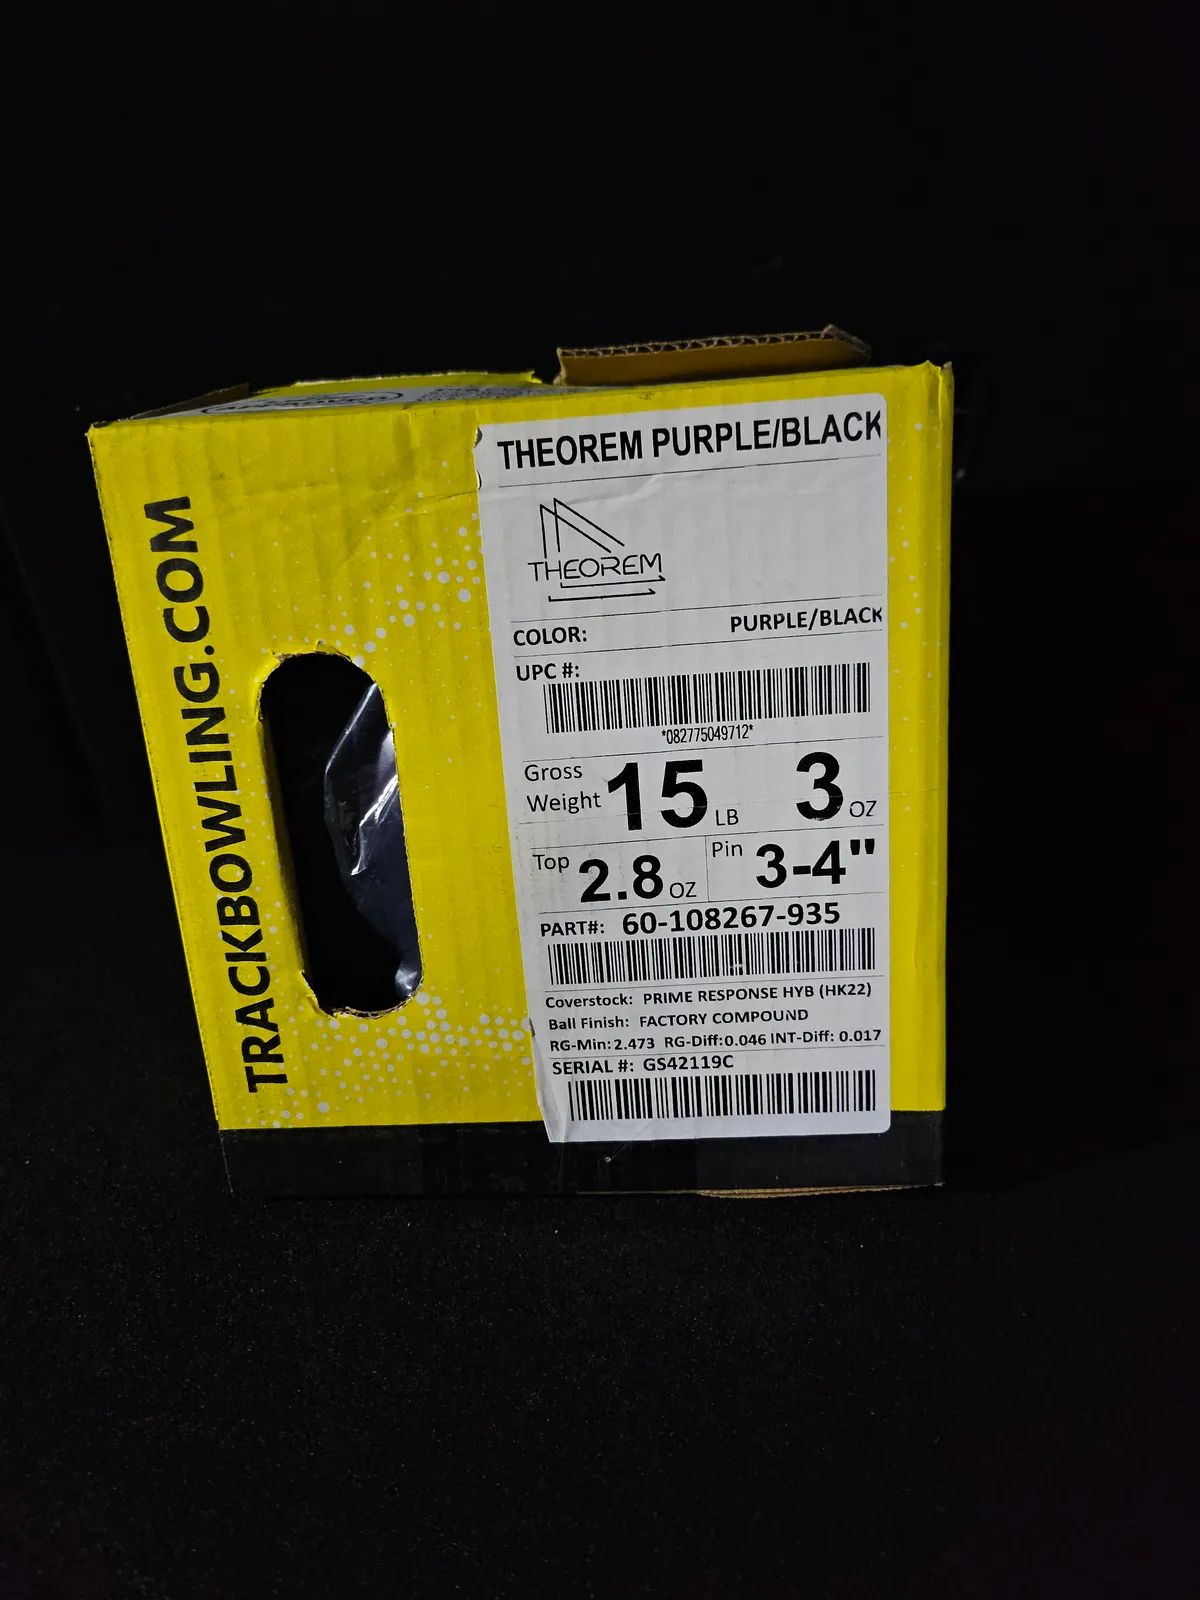 TRACKBOWLING.COM
THEOREM PURPLE/BLACK
THEOREM
COLOR: PURPLE/BLACK
UPC #:
*082775049712*
Gross Weight 15 LB 3 OZ
Top 2.8 OZ Pin 3-4"
PART#: 60-108267-935
Coverstock: PRIME RESPONSE HYB (HK22)
Ball Finish: FACTORY COMPOUND
RG-Min: 2.473 RG-Diff: 0.046 INT-Diff: 0.017
SERIAL #: GS42119C